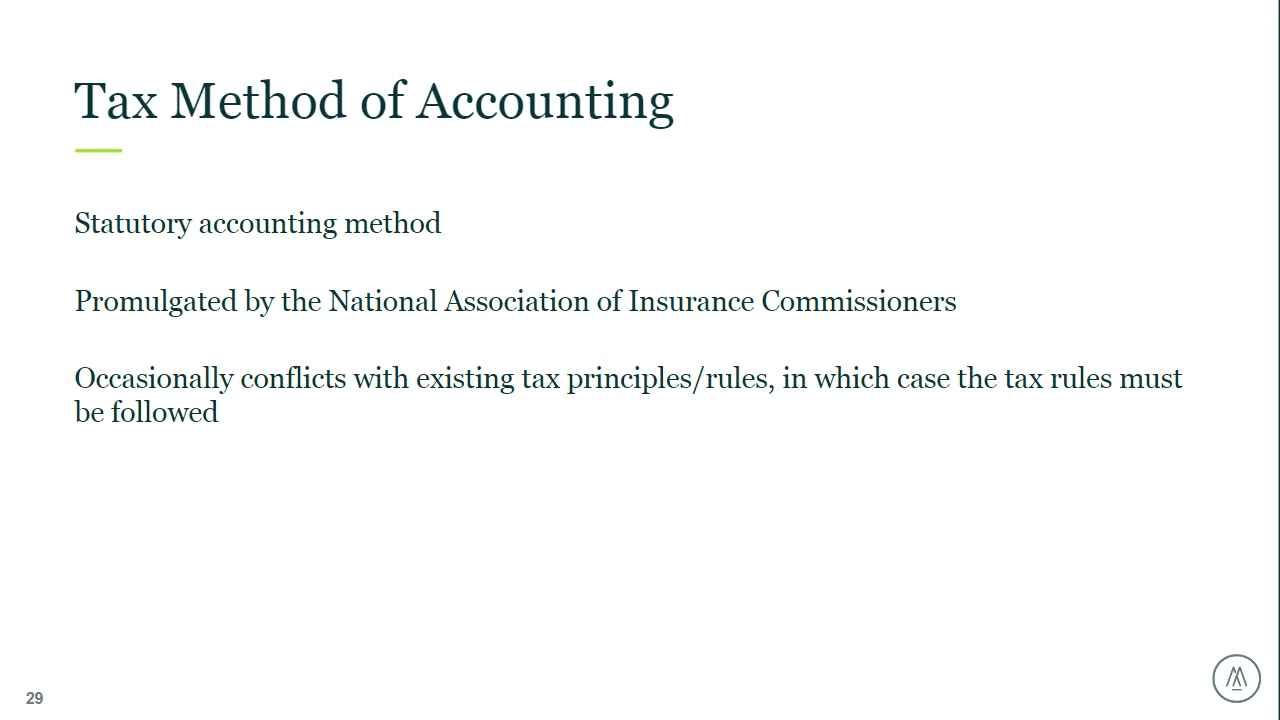 Tax Method of Accounting
Statutory accounting method
Promulgated by the National Association of Insurance Commissioners
Occasionally conflicts with existing tax principles/rules, in which case the tax rules must
be followed
29